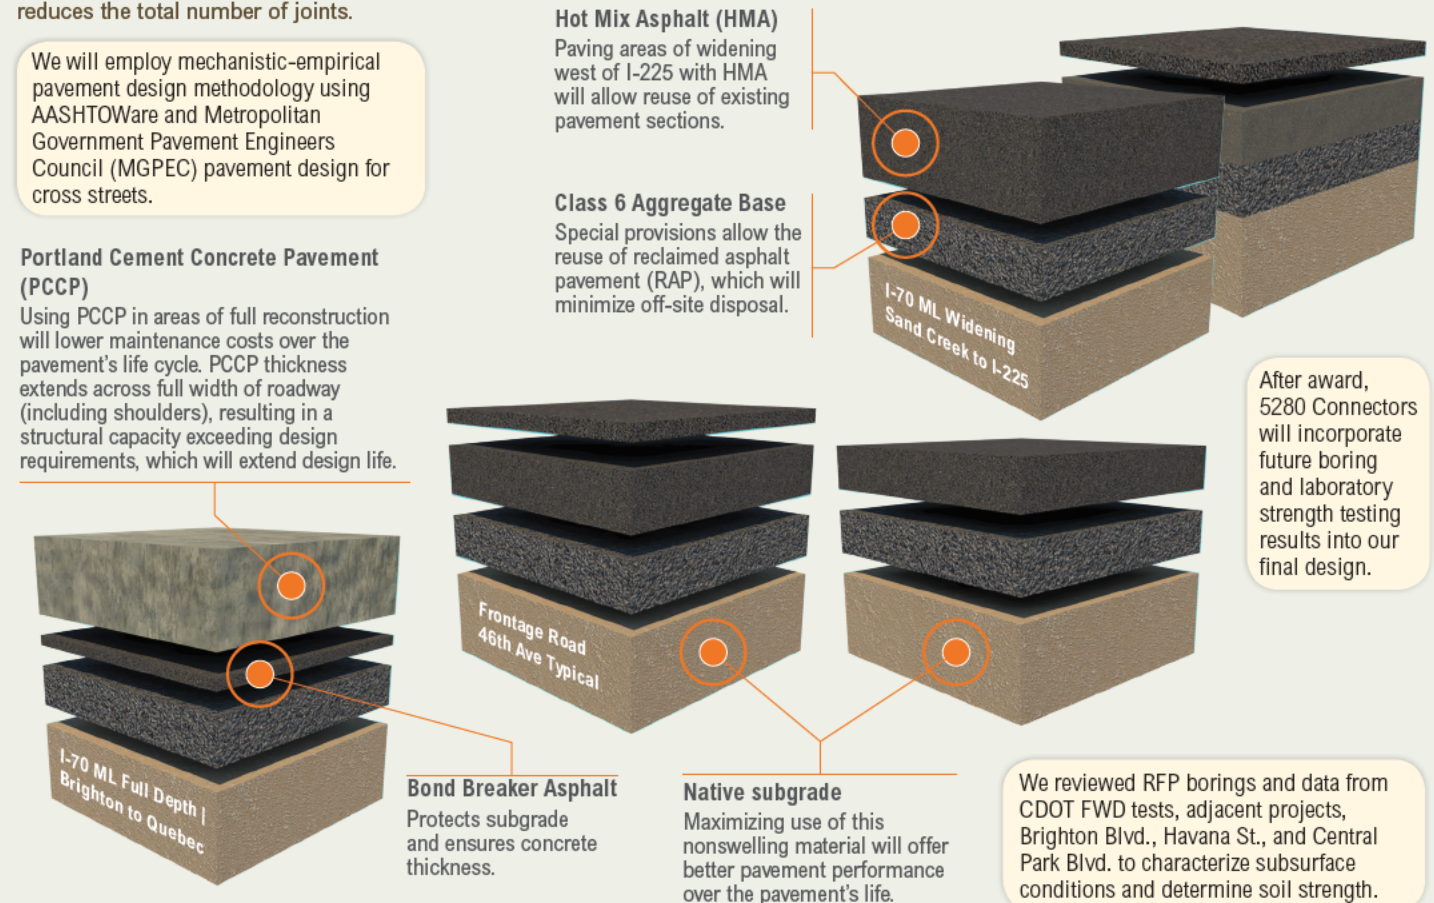 reduces the total number of joints.
We will employ mechanistic-empirical
pavement design methodology using
AASHTOWare and Metropolitan
Government Pavement Engineers
Council (MGPEC) pavement design for
cross streets.
Portland Cement Concrete Pavement
(PCCP)
Using PCCP in areas of full reconstruction
will lower maintenance costs over the
pavement's life cycle. PCCP thickness
extends across full width of roadway
(including shoulders), resulting in a
structural capacity exceeding design
requirements, which will extend design life.
Hot Mix Asphalt (HMA)
Paving areas of widening
west of I-225 with HMA
will allow reuse of existing
pavement sections.
Class 6 Aggregate Base
Special provisions allow the
reuse of reclaimed asphalt
pavement (RAP), which will
minimize off-site disposal.
I-70 ML Widening
Sand Creek to I-225
After award,
5280 Connectors
will incorporate
future boring
and laboratory
strength testing
results into our
final design.
Frontage Road
46th Ave Typical
I-70 ML Full Depth |
Brighton to Quebec
Bond Breaker Asphalt
Protects subgrade
and ensures concrete
thickness.
Native subgrade
Maximizing use of this
nonswelling material will offer
better pavement performance
over the pavement's life.
We reviewed RFP borings and data from
CDOT FWD tests, adjacent projects,
Brighton Blvd., Havana St., and Central
Park Blvd. to characterize subsurface
conditions and determine soil strength.